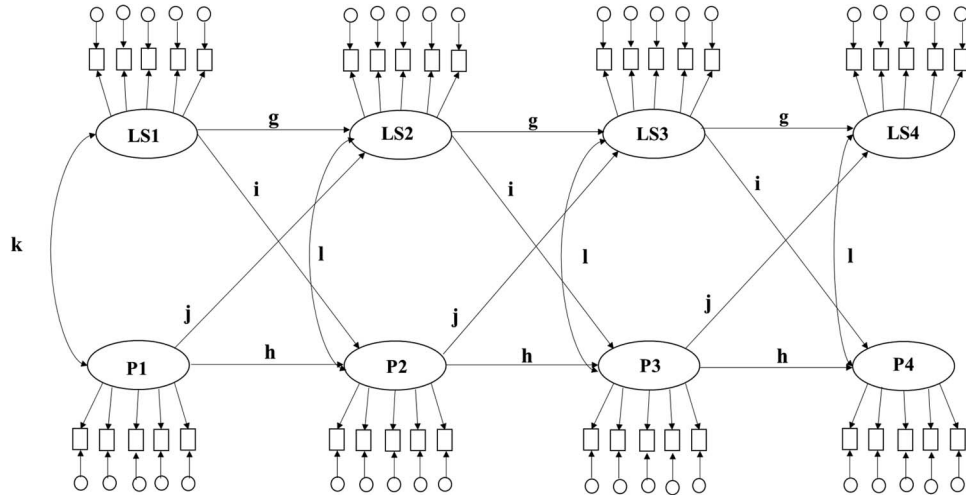 g g g
LS1 LS2 LS3 LS4
i i i
k l l l
j j j
h h h
P1 P2 P3 P4